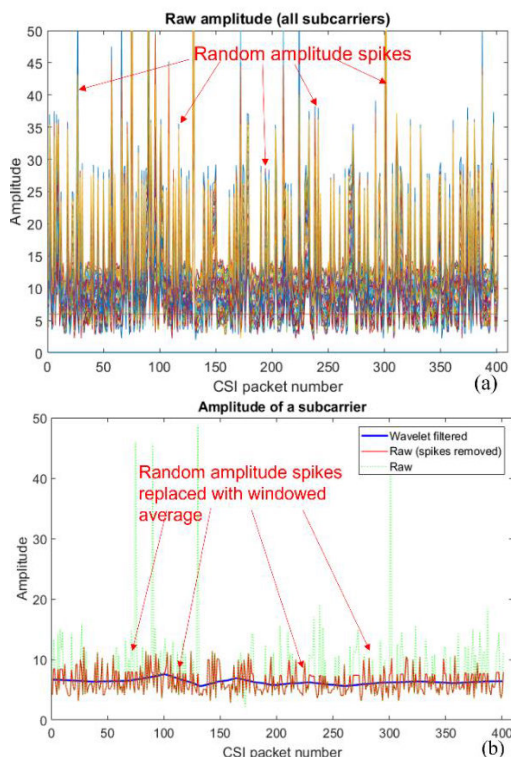 Raw amplitude (all subcarriers)
50
45
40
35
30
25
20
15
10
5
0
Amplitude
Random amplitude spikes
0 50 100 150 200 250 300 350 400
CSI packet number
(a)
Amplitude of a subcarrier
50
40
30
20
10
0
Amplitude
Wavelet filtered
Raw (spikes removed)
Raw
Random amplitude spikes
replaced with windowed
average
0 50 100 150 200 250 300 350 400
CSI packet number
(b)